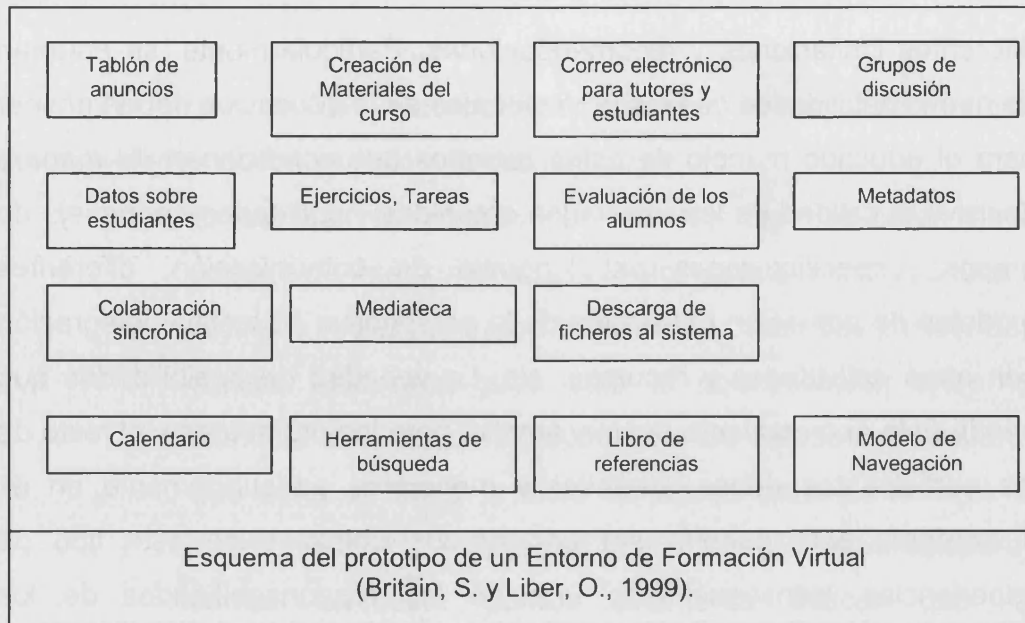 Tablón de
anuncios
Creación de
Materiales del
curso
Correo electrónico
para tutores y
estudiantes
Grupos de
discusión
Datos sobre
estudiantes
Ejercicios, Tareas
Evaluación de los
alumnos
Metadatos
Colaboración
sincrónica
Mediateca
Descarga de
ficheros al sistema
Calendario
Herramientas de
búsqueda
Libro de
referencias
Modelo de
Navegación
Esquema del prototipo de un Entorno de Formación Virtual
(Britain, S. y Liber, O., 1999).